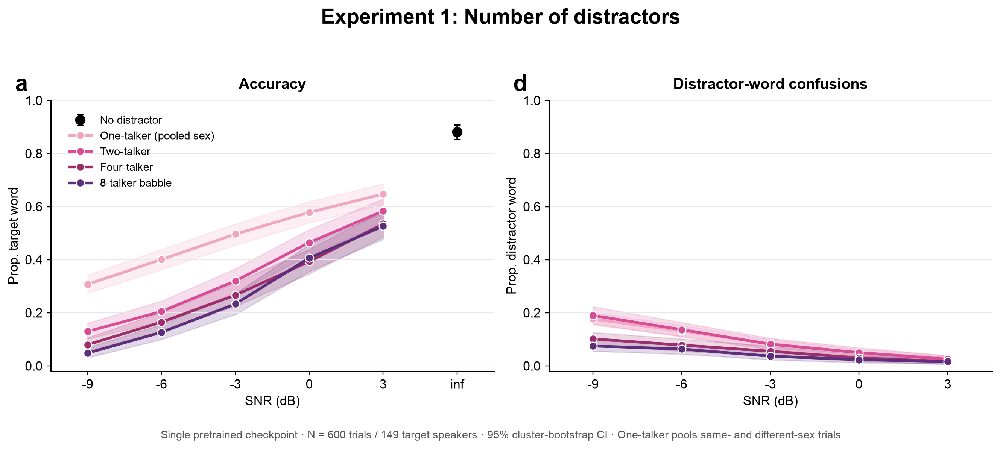 Experiment 1: Number of distractors
a
Accuracy
1.0
0.8
0.6
0.4
0.2
0.0
Prop. target word
No distractor
One-talker (pooled sex)
Two-talker
Four-talker
8-talker babble
-9
-6
-3
0
3
inf
SNR (dB)
d
Distractor-word confusions
1.0
0.8
0.6
0.4
0.2
0.0
Prop. distractor word
-9
-6
-3
0
3
SNR (dB)
Single pretrained checkpoint · N = 600 trials / 149 target speakers · 95% cluster-bootstrap CI · One-talker pools same- and different-sex trials